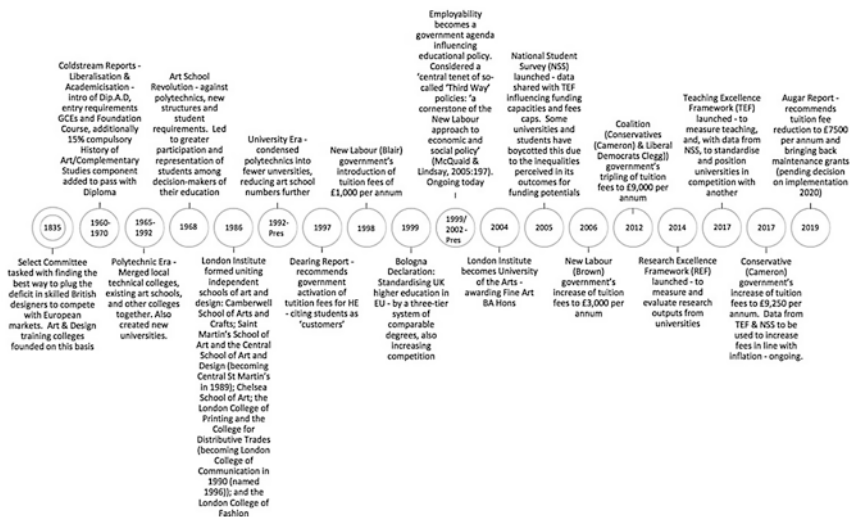 Coldstream Reports -
Liberalisation &
Academicisation -
intro of Dip.A.D,
entry requirements
GCEs and Foundation
Course, additionally
15% compulsory
History of
Art/Complementary
Studies component
added to pass with
Diploma
Art School
Revolution - against
polytechnics, new
structures and
student
requirements. Led
to greater
participation and
representation of
students among
decision-makers of
their education
University Era -
condensed
polytechnics into
fewer unversities,
reducing art school
numbers further
New Labour (Blair)
government's
introduction of
tuition fees of
£1,000 per annum
Employability
becomes a
government agenda
influencing
educational policy.
Considered a
'central tenet of so-
called 'Third Way'
policies: 'a
cornerstone of the
New Labour
approach to
economic and
social policy'
(McQuaid &
Lindsay, 2005:197).
Ongoing today
National Student
Survey (NSS)
launched - data
shared with TEF
influencing funding
capacities and fees
caps. Some
universities and
students have
boycotted this due
to the inequalities
perceived in its
outcomes for
funding potentials
Coalition
(Conservatives
(Cameron) & Liberal
Democrats Clegg))
government's
tripling of tuition
fees to £9,000 per
annum
Teaching Excellence
Framework (TEF)
launched - to
measure teaching,
and, with data from
NSS, to standardise
and position
universities in
competition with
another
Augar Report -
recommends
tuition fee
reduction to £7500
per annum and
bringing back
maintenance grants
(pending decision
on implementation
2020)
1835
1960-
1970
1965-
1992
1968
1986
1992-
Pres
1997
1998
1999
1999/
2002 -
Pres
2004
2005
2006
2012
2014
2017
2017
2019
Select Committee
tasked with finding the
best way to plug the
deficit in skilled British
designers to compete
with European
markets. Art & Design
training colleges
founded on this basis
Polytechnic Era -
Merged local
technical colleges,
existing art schools,
and other colleges
together. Also
created new
universities.
London Institute
formed uniting
independent
schools of art and
design: Camberwell
School of Arts and
Crafts; Saint
Martin's School of
Art and the Central
School of Art and
Design (becoming
Central St Martin's
in 1989); Chelsea
School of Art; the
London College of
Printing and the
College for
Distributive Trades
(becoming London
College of
Communication in
1990 (named
1996)); and the
London College of
Fashion
Dearing Report -
recommends
government
activation of
tutition fees for HE
- citing students as
'customers'
Bologna
Declaration:
Standardising UK
higher education in
EU - by a three-tier
system of
comparable
degrees, also
increasing
competition
London Institute
becomes University
of the Arts -
awarding Fine Art
BA Hons
New Labour
(Brown)
government's
increase of tuition
fees to £3,000 per
annum
Research Excellence
Framework (REF)
launched - to
measure and
evaluate research
outputs from
universities
Conservative
(Cameron)
government's
increase of tuition
fees to £9,250 per
annum. Data from
TEF & NSS to be
used to increase
fees in line with
inflation - ongoing.